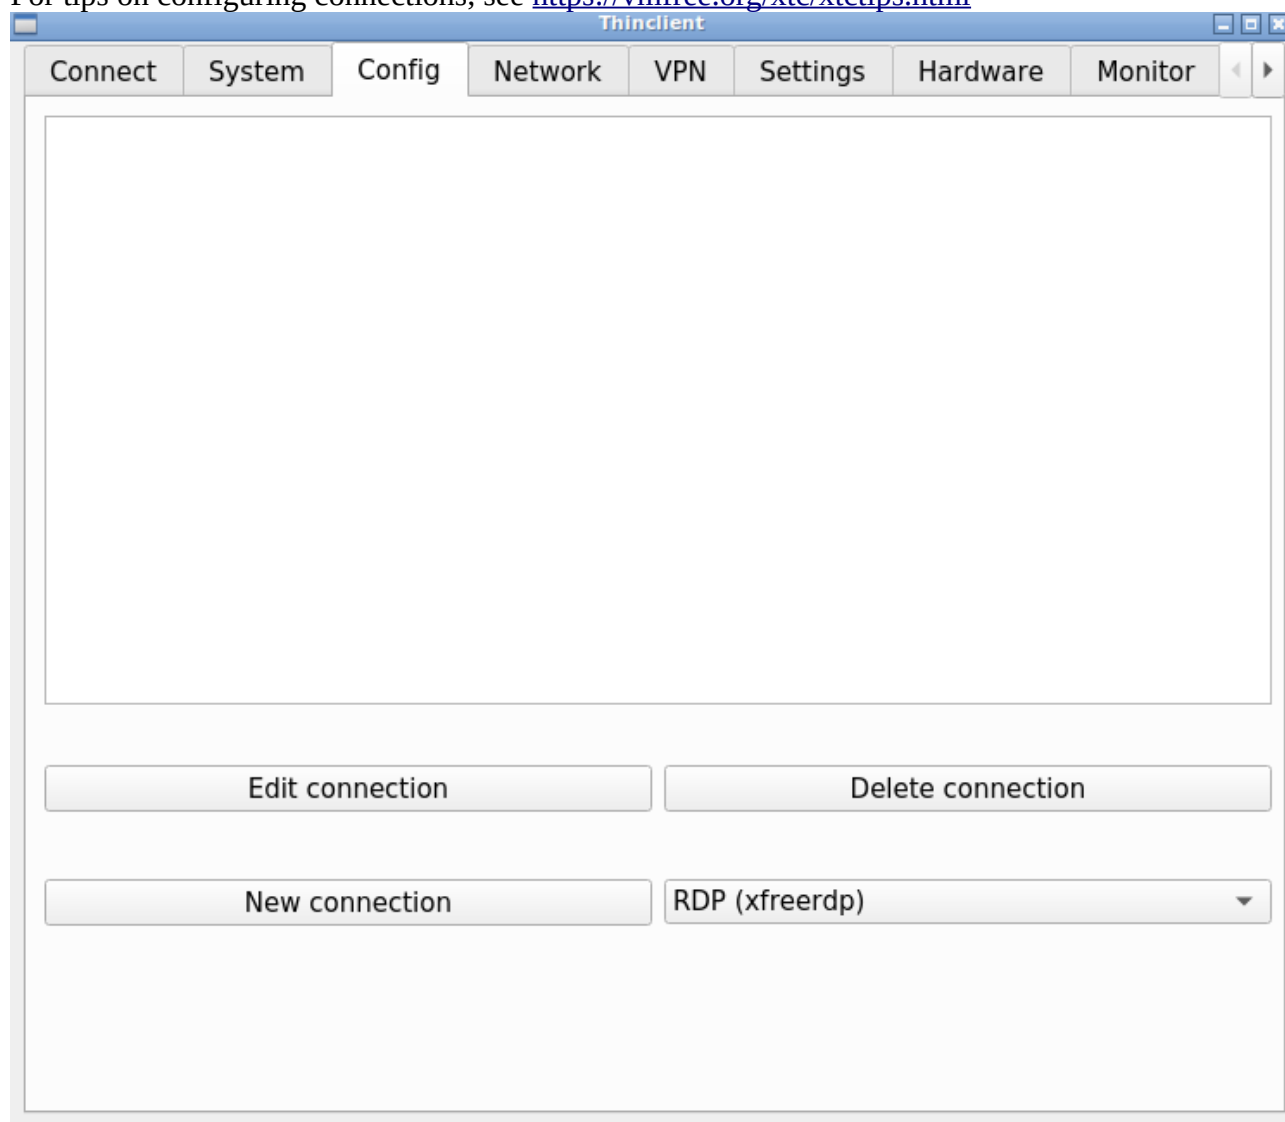 For tips on configuring connections, see https://vmfree.org/xtc/xtctips.html
Thinclient
Connect System Config Network VPN Settings Hardware Monitor
Edit connection Delete connection
New connection RDP (xfreerdp)